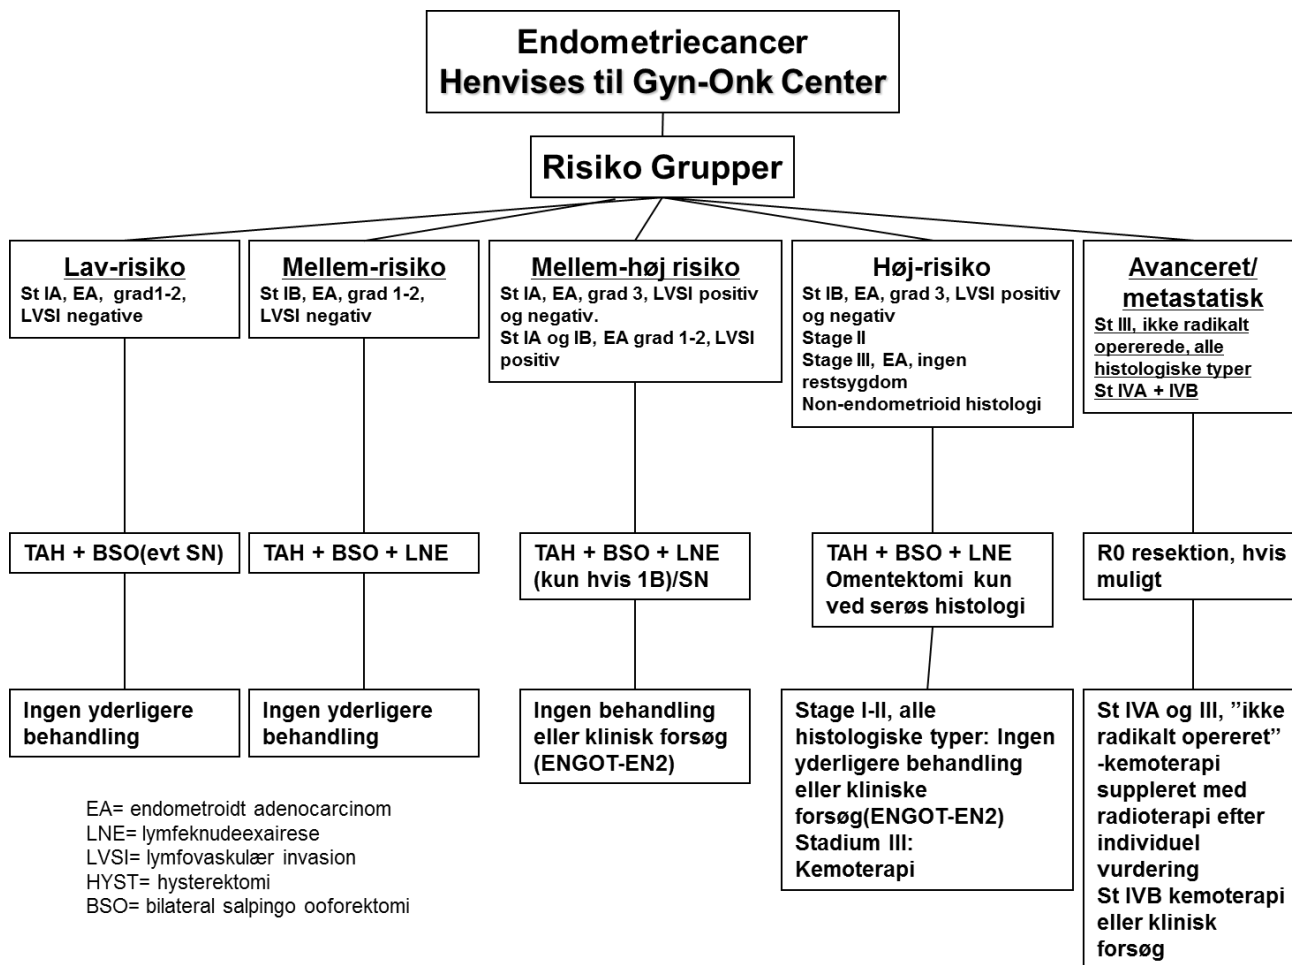 Endometriecancer
Henvises til Gyn-Onk Center
Risiko Grupper
Lav-risiko
St IA, EA, grad1-2,
LVSI negative
Mellem-risiko
St IB, EA, grad 1-2,
LVSI negativ
Mellem-høj risiko
St IA, EA, grad 3, LVSI positiv
og negativ.
St IA og IB, EA grad 1-2, LVSI
positiv
Høj-risiko
St IB, EA, grad 3, LVSI positiv
og negativ
Stage II
Stage III, EA, ingen
restsygdom
Non-endometrioid histologi
Avanceret/
metastatisk
St III, ikke radikalt
opererede, alle
histologiske typer
St IVA + IVB
TAH + BSO(evt SN)
TAH + BSO + LNE
TAH + BSO + LNE
(kun hvis 1B)/SN
TAH + BSO + LNE
Omentektomi kun
ved serøs histologi
R0 resektion, hvis
muligt
Ingen yderligere
behandling
Ingen yderligere
behandling
Ingen behandling
eller klinisk forsøg
(ENGOT-EN2)
Stage I-II, alle
histologiske typer: Ingen
yderligere behandling
eller kliniske
forsøg(ENGOT-EN2)
Stadium III:
Kemoterapi
St IVA og III, ”ikke
radikalt opereret”
-kemoterapi
suppleret med
radioterapi efter
individuel
vurdering
St IVB kemoterapi
eller klinisk
forsøg
EA= endometroidt adenocarcinom
LNE= lymfeknudeexairese
LVSI= lymfovaskulær invasion
HYST= hysterektomi
BSO= bilateral salpingo ooforektomi